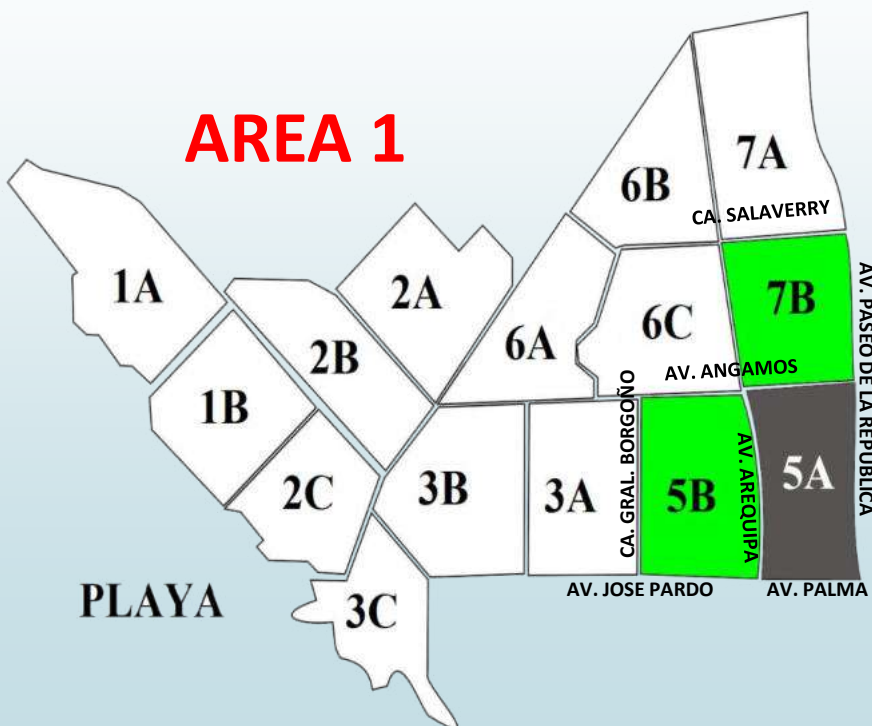 AREA 1
7A
6B
CA. SALAVERRY
1A
2A
7B
6C
2B
6A
AV. PASEO DE LA REPUBLICA
AV. ANGAMOS
1B
CA. GRAL. BORGOÑO
AV. AREQUIPA
5A
2C
3B
3A
5B
AV. JOSE PARDO
AV. PALMA
PLAYA
3C